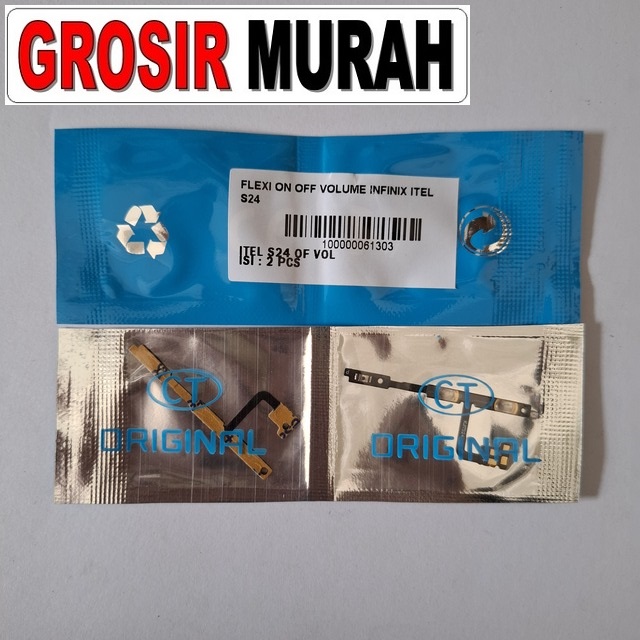 GROSIR MURAH
FLEXI ON OFF VOLUME INFINIX ITEL
S24
100000061303
ITEL S24 OF VOL
ISI : 2 PCS
CT
ORIGINAL
CT
ORIGINAL